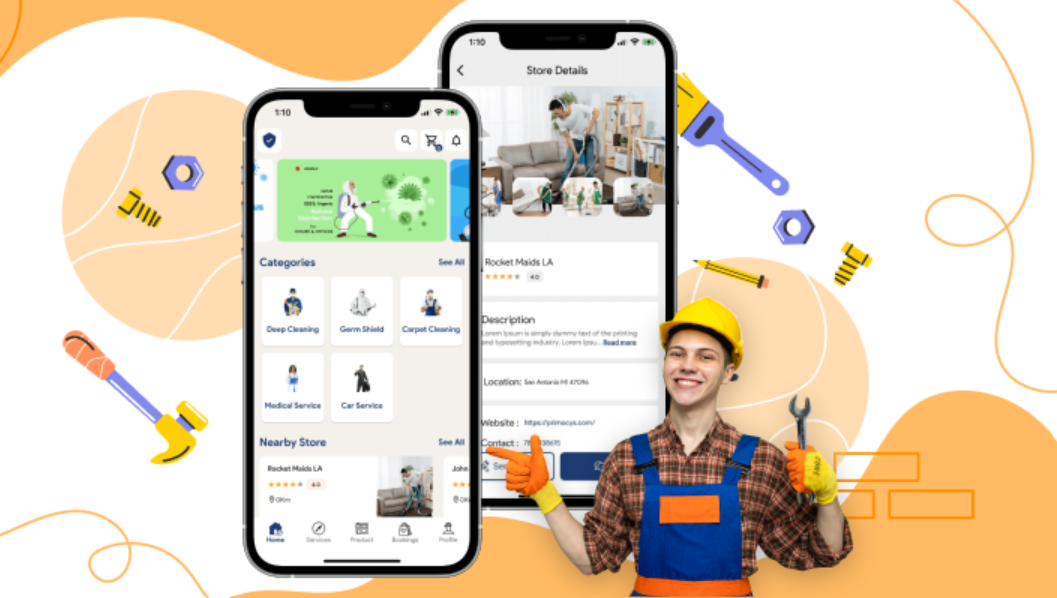 1:10
Categories
See All
Deep Cleaning
Germ Shield
Carpet Cleaning
Medical Service
Car Service
Nearby Store
See All
Rocket Maids LA
4.0
0Km
John
Home
Services
Product
Bookings
Profile
1:10
Store Details
Rocket Maids LA
4.0
Description
Lorem Ipsum is simply dummy text of the printing
and typesetting industry. Lorem Ipsu... Read more
Location: San Antonio MI 47096
Website : https://primocys.com/
Contact :